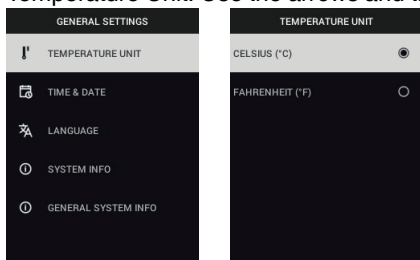 Temperature Unit: Use the arrows and t
GENERAL SETTINGS
TEMPERATURE UNIT
TIME & DATE
LANGUAGE
SYSTEM INFO
GENERAL SYSTEM INFO
TEMPERATURE UNIT
CELSIUS (°C)
FAHRENHEIT (°F)